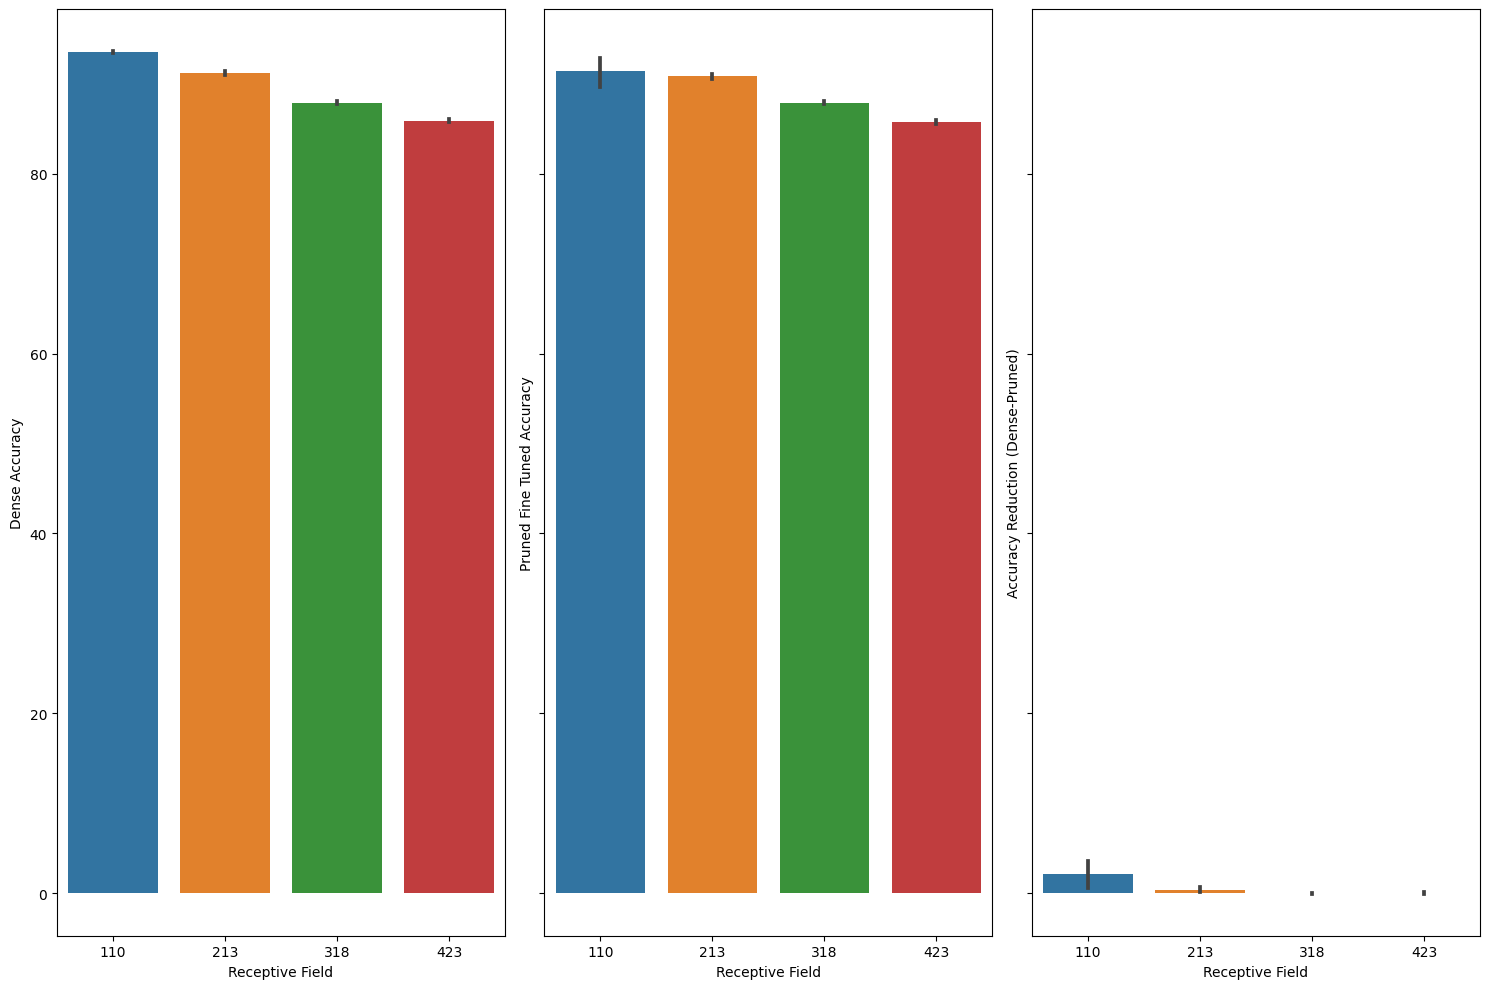 Dense Accuracy
80
60
40
20
0
110 213 318 423
Receptive Field
Pruned Fine Tuned Accuracy
110 213 318 423
Receptive Field
Accuracy Reduction (Dense-Pruned)
110 213 318 423
Receptive Field